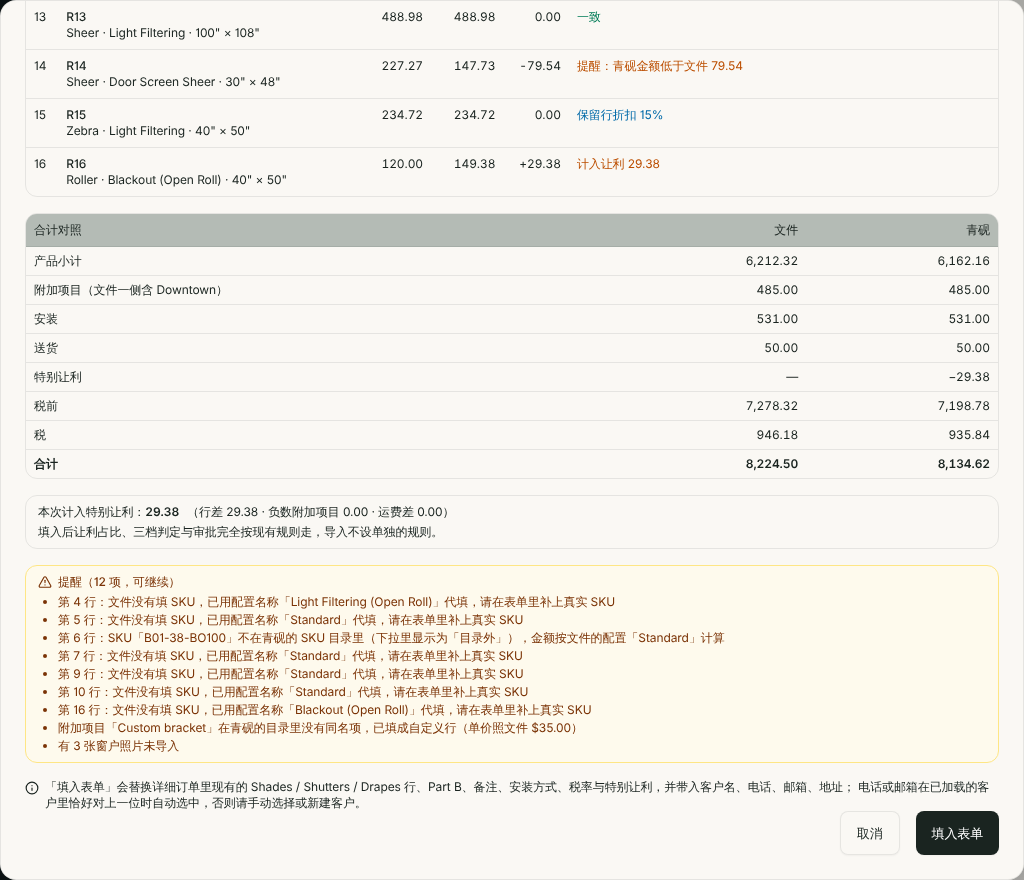 13 R13 488.98 488.98 0.00 一致
Sheer · Light Filtering · 100" × 108"
14 R14 227.27 147.73 -79.54 提醒：青砚金额低于文件 79.54
Sheer · Door Screen Sheer · 30" × 48"
15 R15 234.72 234.72 0.00 保留行折扣 15%
Zebra · Light Filtering · 40" × 50"
16 R16 120.00 149.38 +29.38 计入让利 29.38
Roller · Blackout (Open Roll) · 40" × 50"
合计对照 文件 青砚
产品小计 6,212.32 6,162.16
附加项目（文件一侧含 Downtown） 485.00 485.00
安装 531.00 531.00
送货 50.00 50.00
特别让利 — −29.38
税前 7,278.32 7,198.78
税 946.18 935.84
合计 8,224.50 8,134.62
本次计入特别让利：29.38 （行差 29.38 · 负数附加项目 0.00 · 运费差 0.00）
填入后让利占比、三档判定与审批完全按现有规则走，导入不设单独的规则。
提醒（12 项，可继续）
• 第 4 行：文件没有填 SKU，已用配置名称「Light Filtering (Open Roll)」代填，请在表单里补上真实 SKU
• 第 5 行：文件没有填 SKU，已用配置名称「Standard」代填，请在表单里补上真实 SKU
• 第 6 行：SKU「B01-38-BO100」不在青砚的 SKU 目录里（下拉里显示为「目录外」），金额按文件的配置「Standard」计算
• 第 7 行：文件没有填 SKU，已用配置名称「Standard」代填，请在表单里补上真实 SKU
• 第 9 行：文件没有填 SKU，已用配置名称「Standard」代填，请在表单里补上真实 SKU
• 第 10 行：文件没有填 SKU，已用配置名称「Standard」代填，请在表单里补上真实 SKU
• 第 16 行：文件没有填 SKU，已用配置名称「Blackout (Open Roll)」代填，请在表单里补上真实 SKU
• 附加项目「Custom bracket」在青砚的目录里没有同名项，已填成自定义行（单价照文件 $35.00）
• 有 3 张窗户照片未导入
「填入表单」会替换详细订单里现有的 Shades / Shutters / Drapes 行、Part B、备注、安装方式、税率与特别让利，并带入客户名、电话、邮箱、地址； 电话或邮箱在已加载的客
户里恰好对上一位时自动选中，否则请手动选择或新建客户。
取消 填入表单